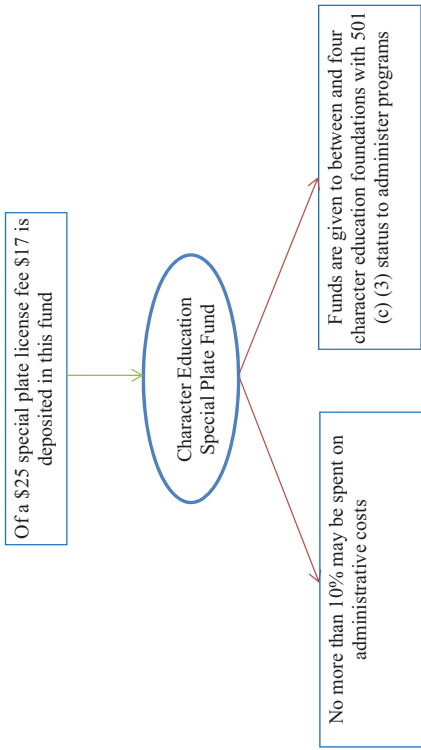 Of a $25 special plate license fee $17 is
deposited in this fund
Character Education
Special Plate Fund
No more than 10% may be spent on
administrative costs
Funds are given to between and four
character education foundations with 501
(c) (3) status to administer programs